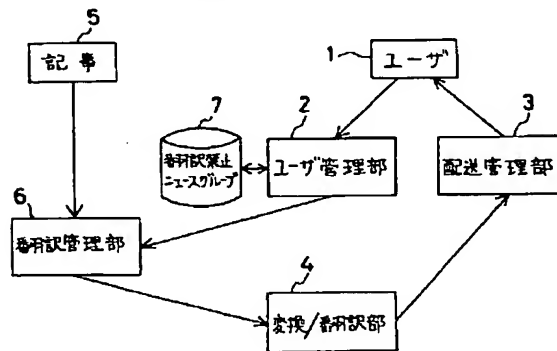 5
記事
1
ユーザ
7
翻訳禁止
ニュースグループ
2
ユーザ管理部
3
配送管理部
6
翻訳管理部
4
変換/翻訳部